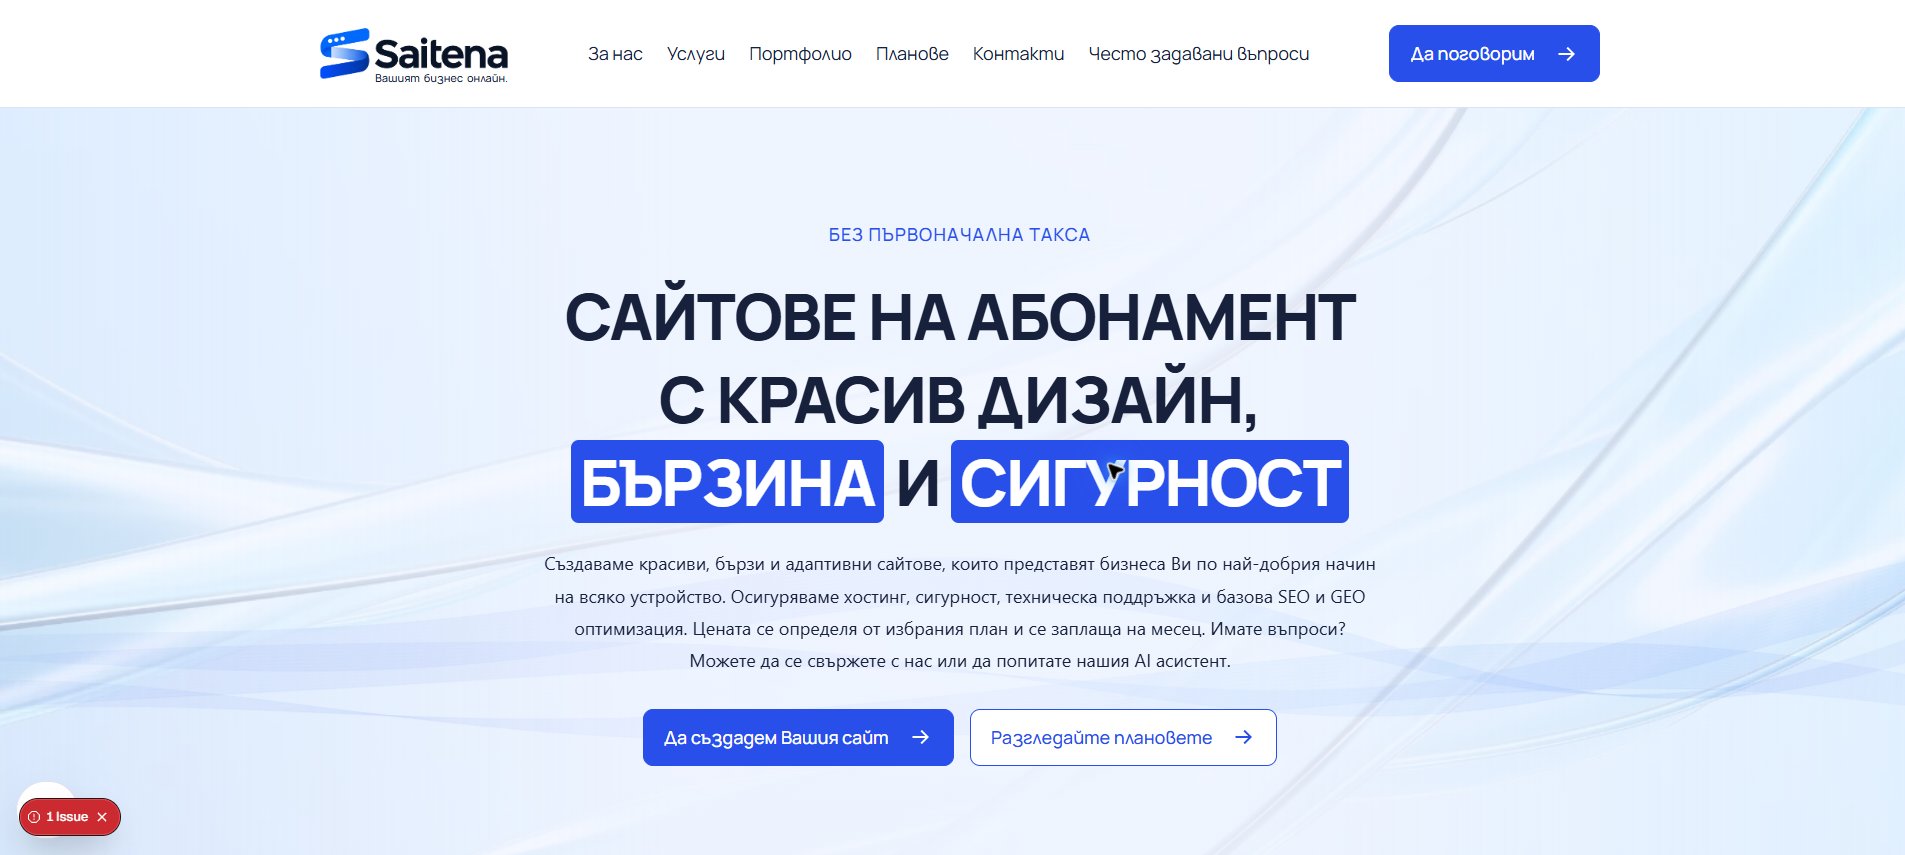 Saitena
Вашият бизнес онлайн.
За нас Услуги Портфолио Планове Контакти Често задавани въпроси
Да поговорим
БЕЗ ПЪРВОНАЧАЛНА ТАКСА
САЙТОВЕ НА АБОНАМЕНТ
С КРАСИВ ДИЗАЙН,
БЪРЗИНА И СИГУРНОСТ
Създаваме красиви, бързи и адаптивни сайтове, които представят бизнеса Ви по най-добрия начин
на всяко устройство. Осигуряваме хостинг, сигурност, техническа поддръжка и базова SEO и GEO
оптимизация. Цената се определя от избрания план и се заплаща на месец. Имате въпроси?
Можете да се свържете с нас или да попитате нашия AI асистент.
Да създадем Вашия сайт Разгледайте плановете
1 Issue